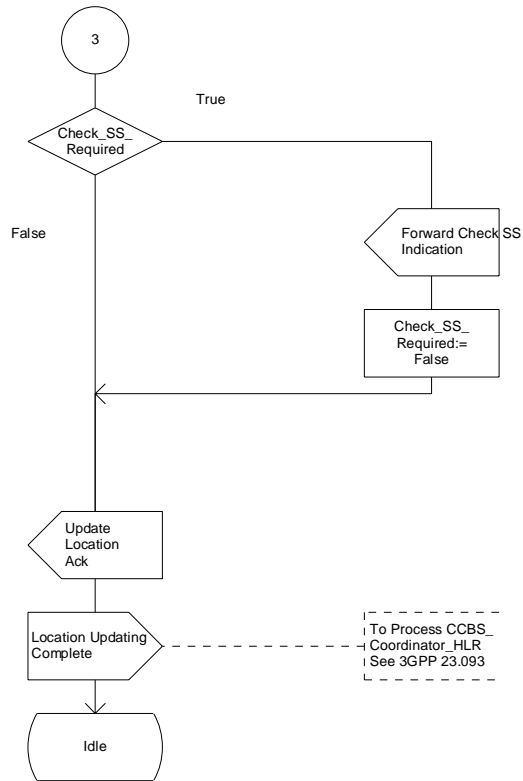 3
True
Check_SS_
Required
False
Forward Check SS
Indication
Check_SS_
Required:=
False
Update
Location
Ack
Location Updating
Complete
To Process CCBS_
Coordinator_HLR
See 3GPP 23.093
Idle